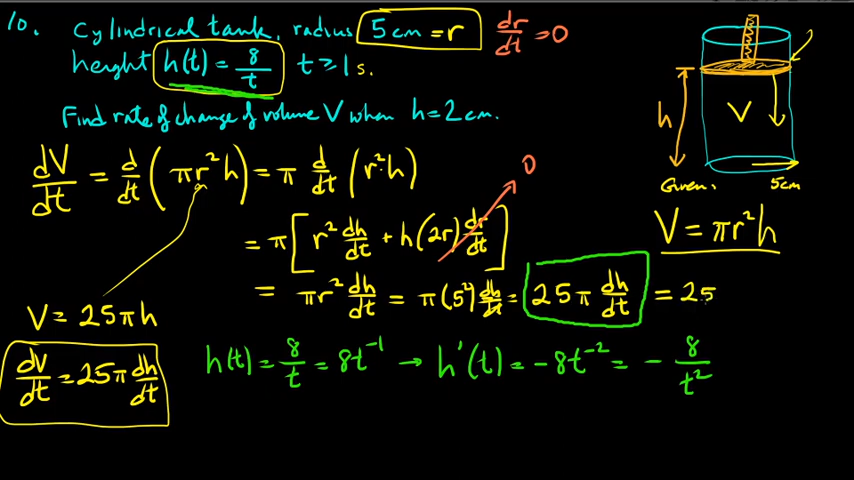 10. Cylindrical tank, radius 5cm = r dr/dt = 0
height h(t) = 8/t t ≥ 1 s.
Find rate of change of volume V when h = 2 cm.
h
V
Given.
5cm
V = πr²h
dV/dt = d/dt (πr²h) = π d/dt (r²·h)
= π [r² dh/dt + h(2r) dr/dt] 0
= πr² dh/dt = π(5²) dh/dt = 25π dh/dt = 25
V = 25πh
dV/dt = 25π dh/dt
h(t) = 8/t = 8t⁻¹ → h'(t) = -8t⁻² = - 8/t²